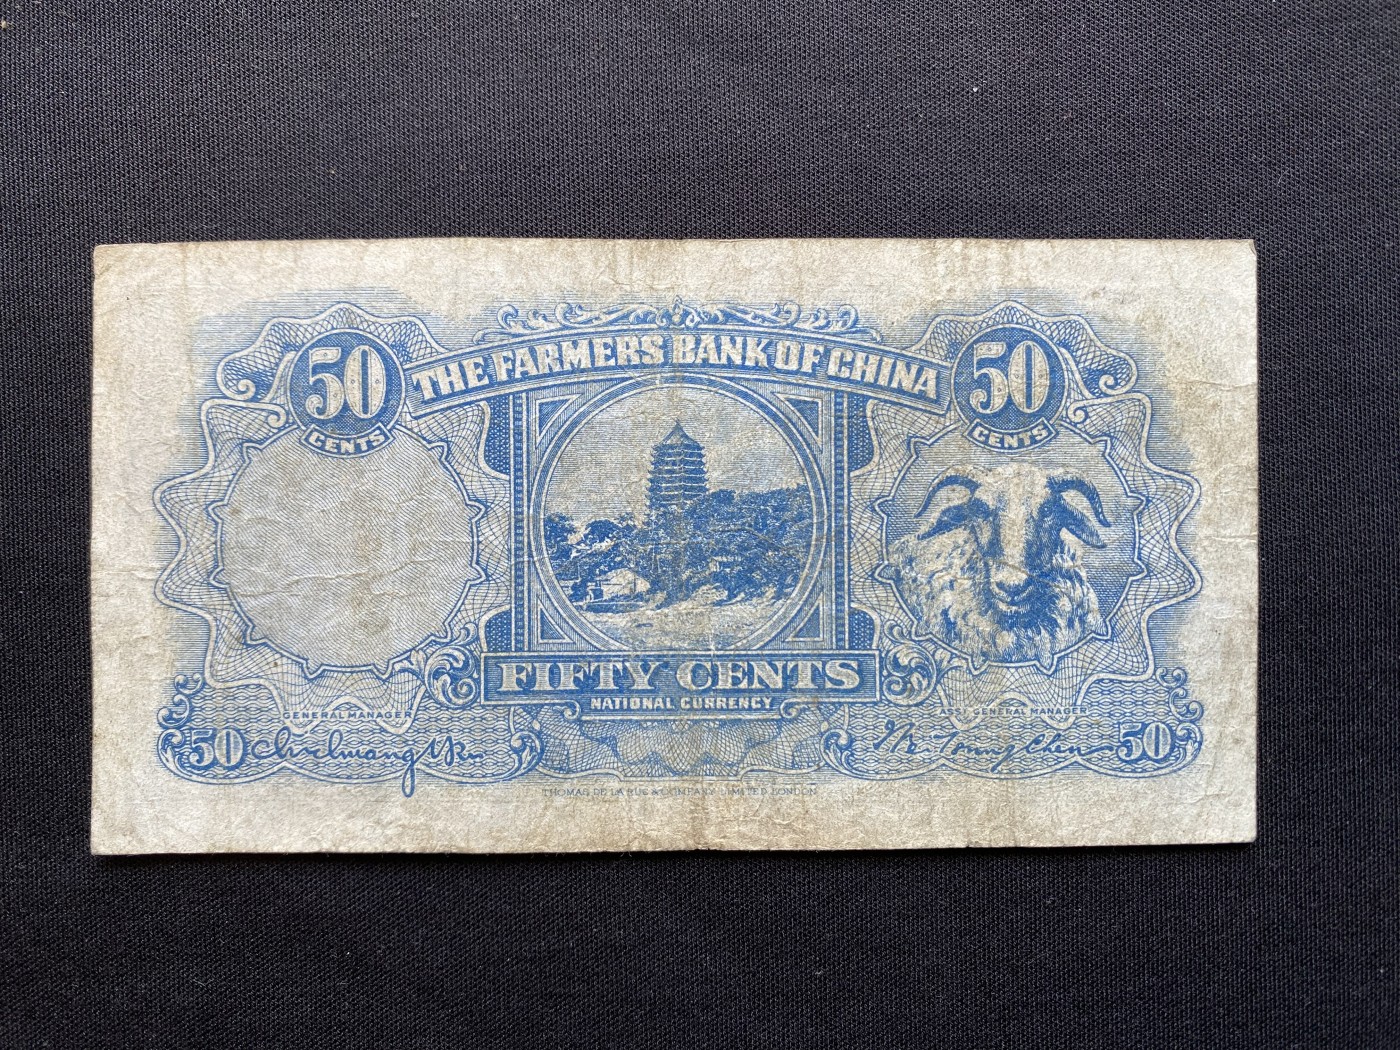 THE FARMERS BANK OF CHINA
50
CENTS
50
CENTS
FIFTY CENTS
NATIONAL CURRENCY
GENERAL MANAGER
ASST GENERAL MANAGER
50
50
THOMAS DE LA RUE & COMPANY LIMITED LONDON